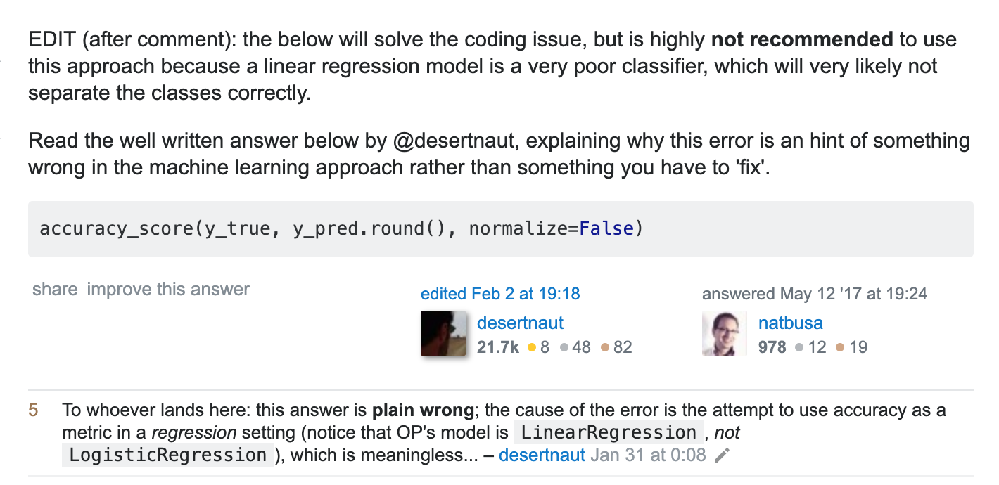 EDIT (after comment): the below will solve the coding issue, but is highly not recommended to use
this approach because a linear regression model is a very poor classifier, which will very likely not
separate the classes correctly.
Read the well written answer below by @desertnaut, explaining why this error is an hint of something
wrong in the machine learning approach rather than something you have to 'fix'.
accuracy_score(y_true, y_pred.round(), normalize=False)
share improve this answer
edited Feb 2 at 19:18
desertnaut
21.7k 8 48 82
answered May 12 '17 at 19:24
natbusa
978 12 19
5 To whoever lands here: this answer is plain wrong; the cause of the error is the attempt to use accuracy as a
metric in a regression setting (notice that OP's model is LinearRegression , not
LogisticRegression ), which is meaningless... – desertnaut Jan 31 at 0:08